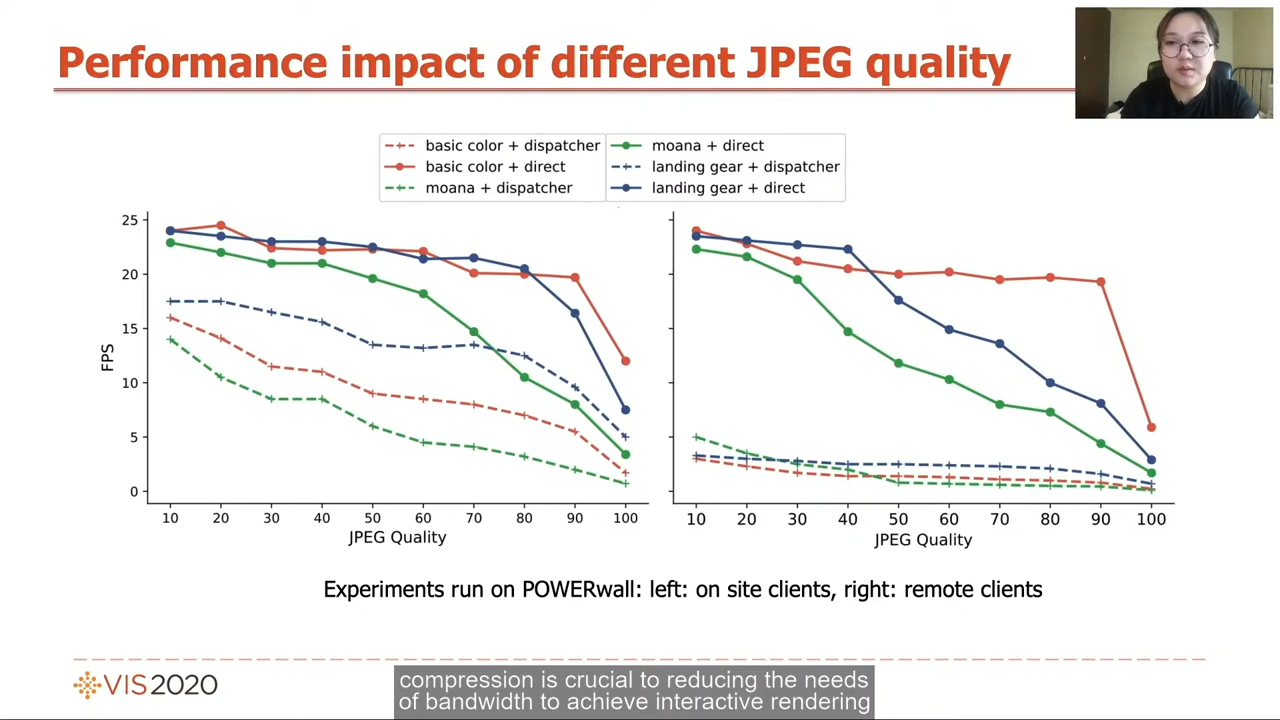 Performance impact of different JPEG quality
basic color + dispatcher
basic color + direct
moana + dispatcher
moana + direct
landing gear + dispatcher
landing gear + direct
25
20
15
10
5
0
FPS
10 20 30 40 50 60 70 80 90 100
JPEG Quality
10 20 30 40 50 60 70 80 90 100
JPEG Quality
Experiments run on POWERwall: left: on site clients, right: remote clients
VIS2020
compression is crucial to reducing the needs
of bandwidth to achieve interactive rendering